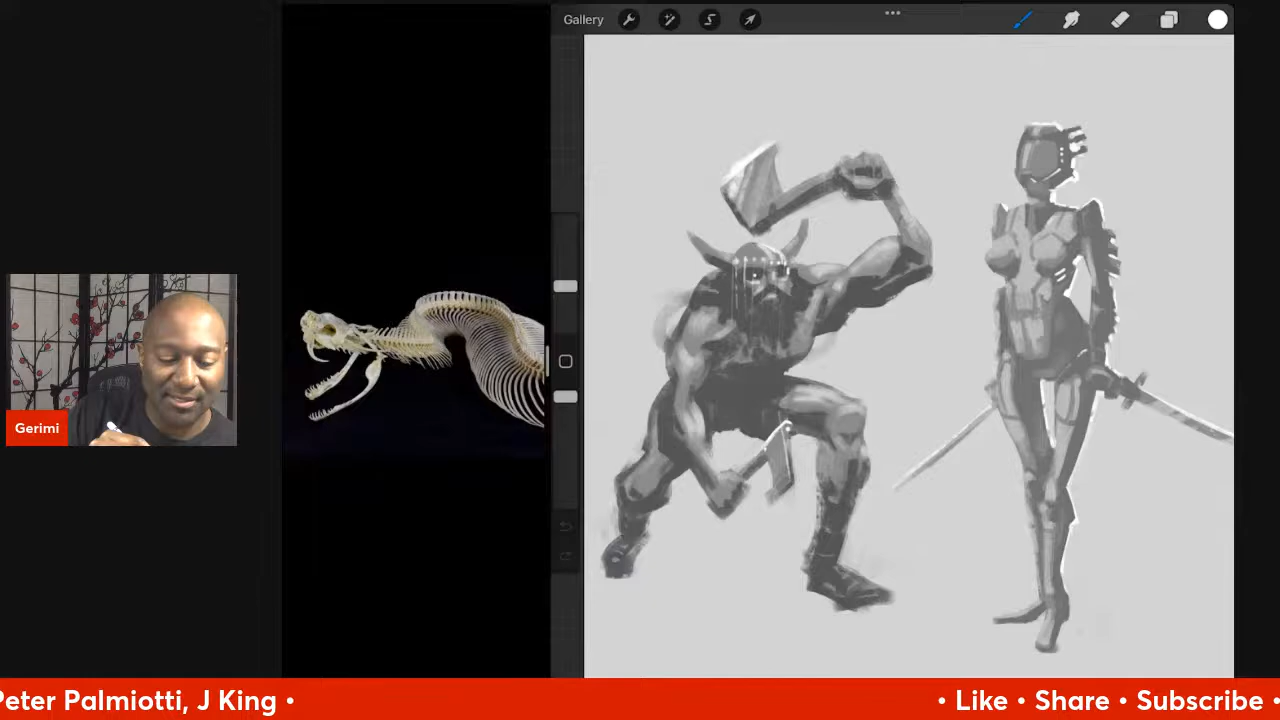 Gallery
Gerimi
Peter Palmiotti, J King •
• Like • Share • Subscribe •